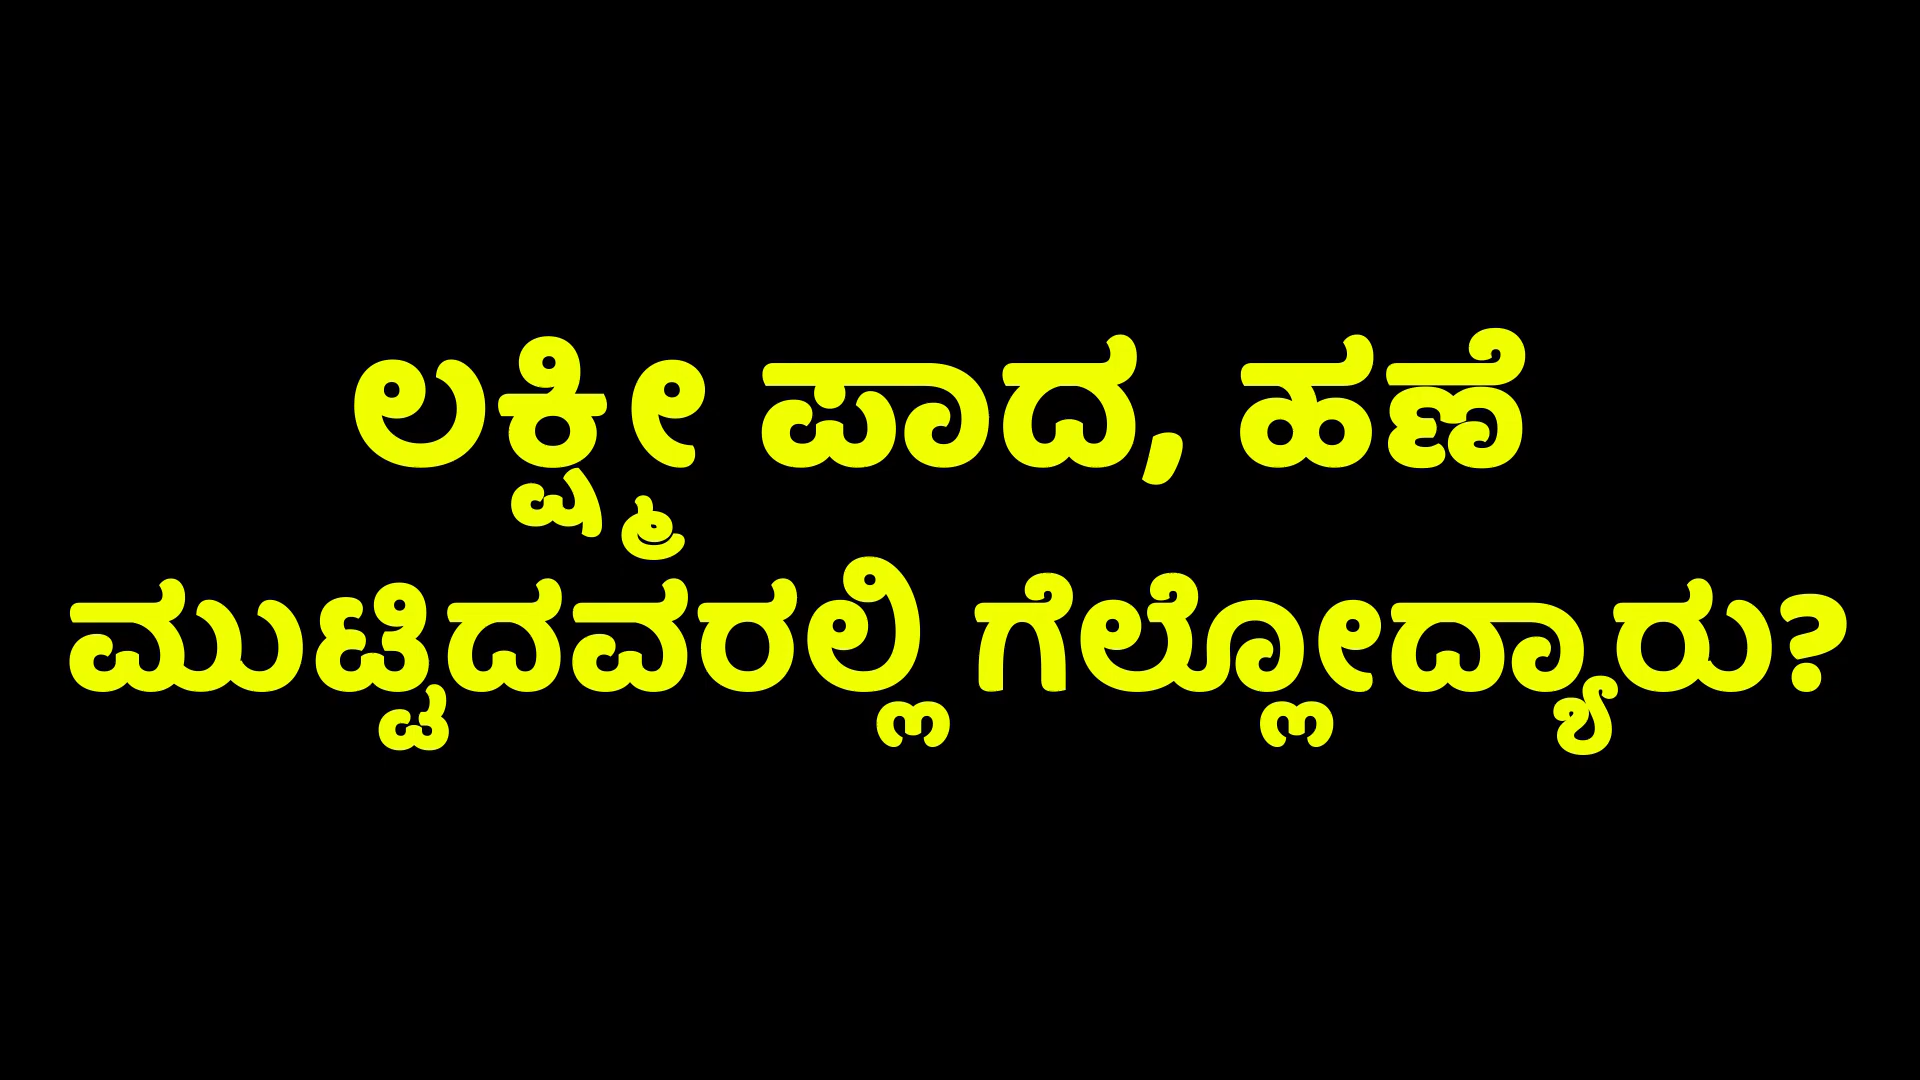 ಲಕ್ಷ್ಮೀ ಪಾದ, ಹಣೆ
ಮುಟ್ಟಿದವರಲ್ಲಿ ಗೆಲ್ಲೋದ್ಯಾರು?